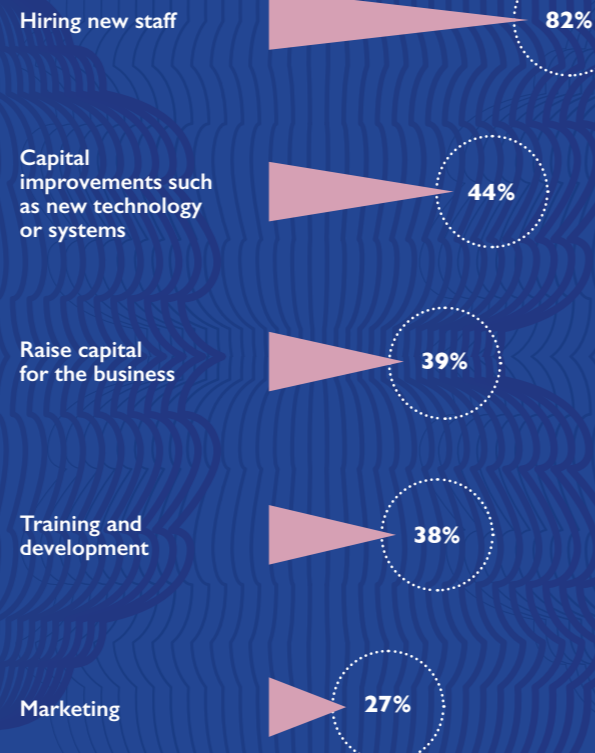 Hiring new staff
82%
Capital
improvements such
as new technology
or systems
44%
Raise capital
for the business
39%
Training and
development
38%
Marketing
27%